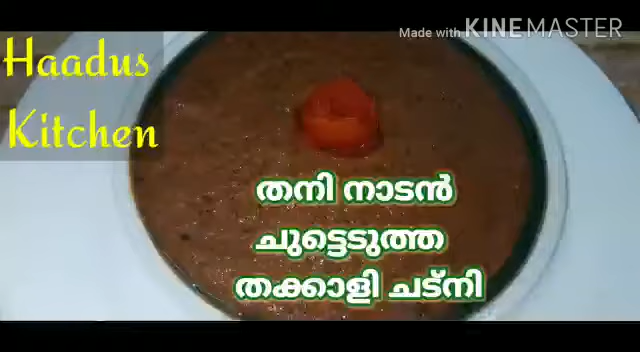 Made with KINEMASTER
Haadus
Kitchen
തനി നാടൻ
ചുട്ടെടുത്ത
തക്കാളി ചട്നി